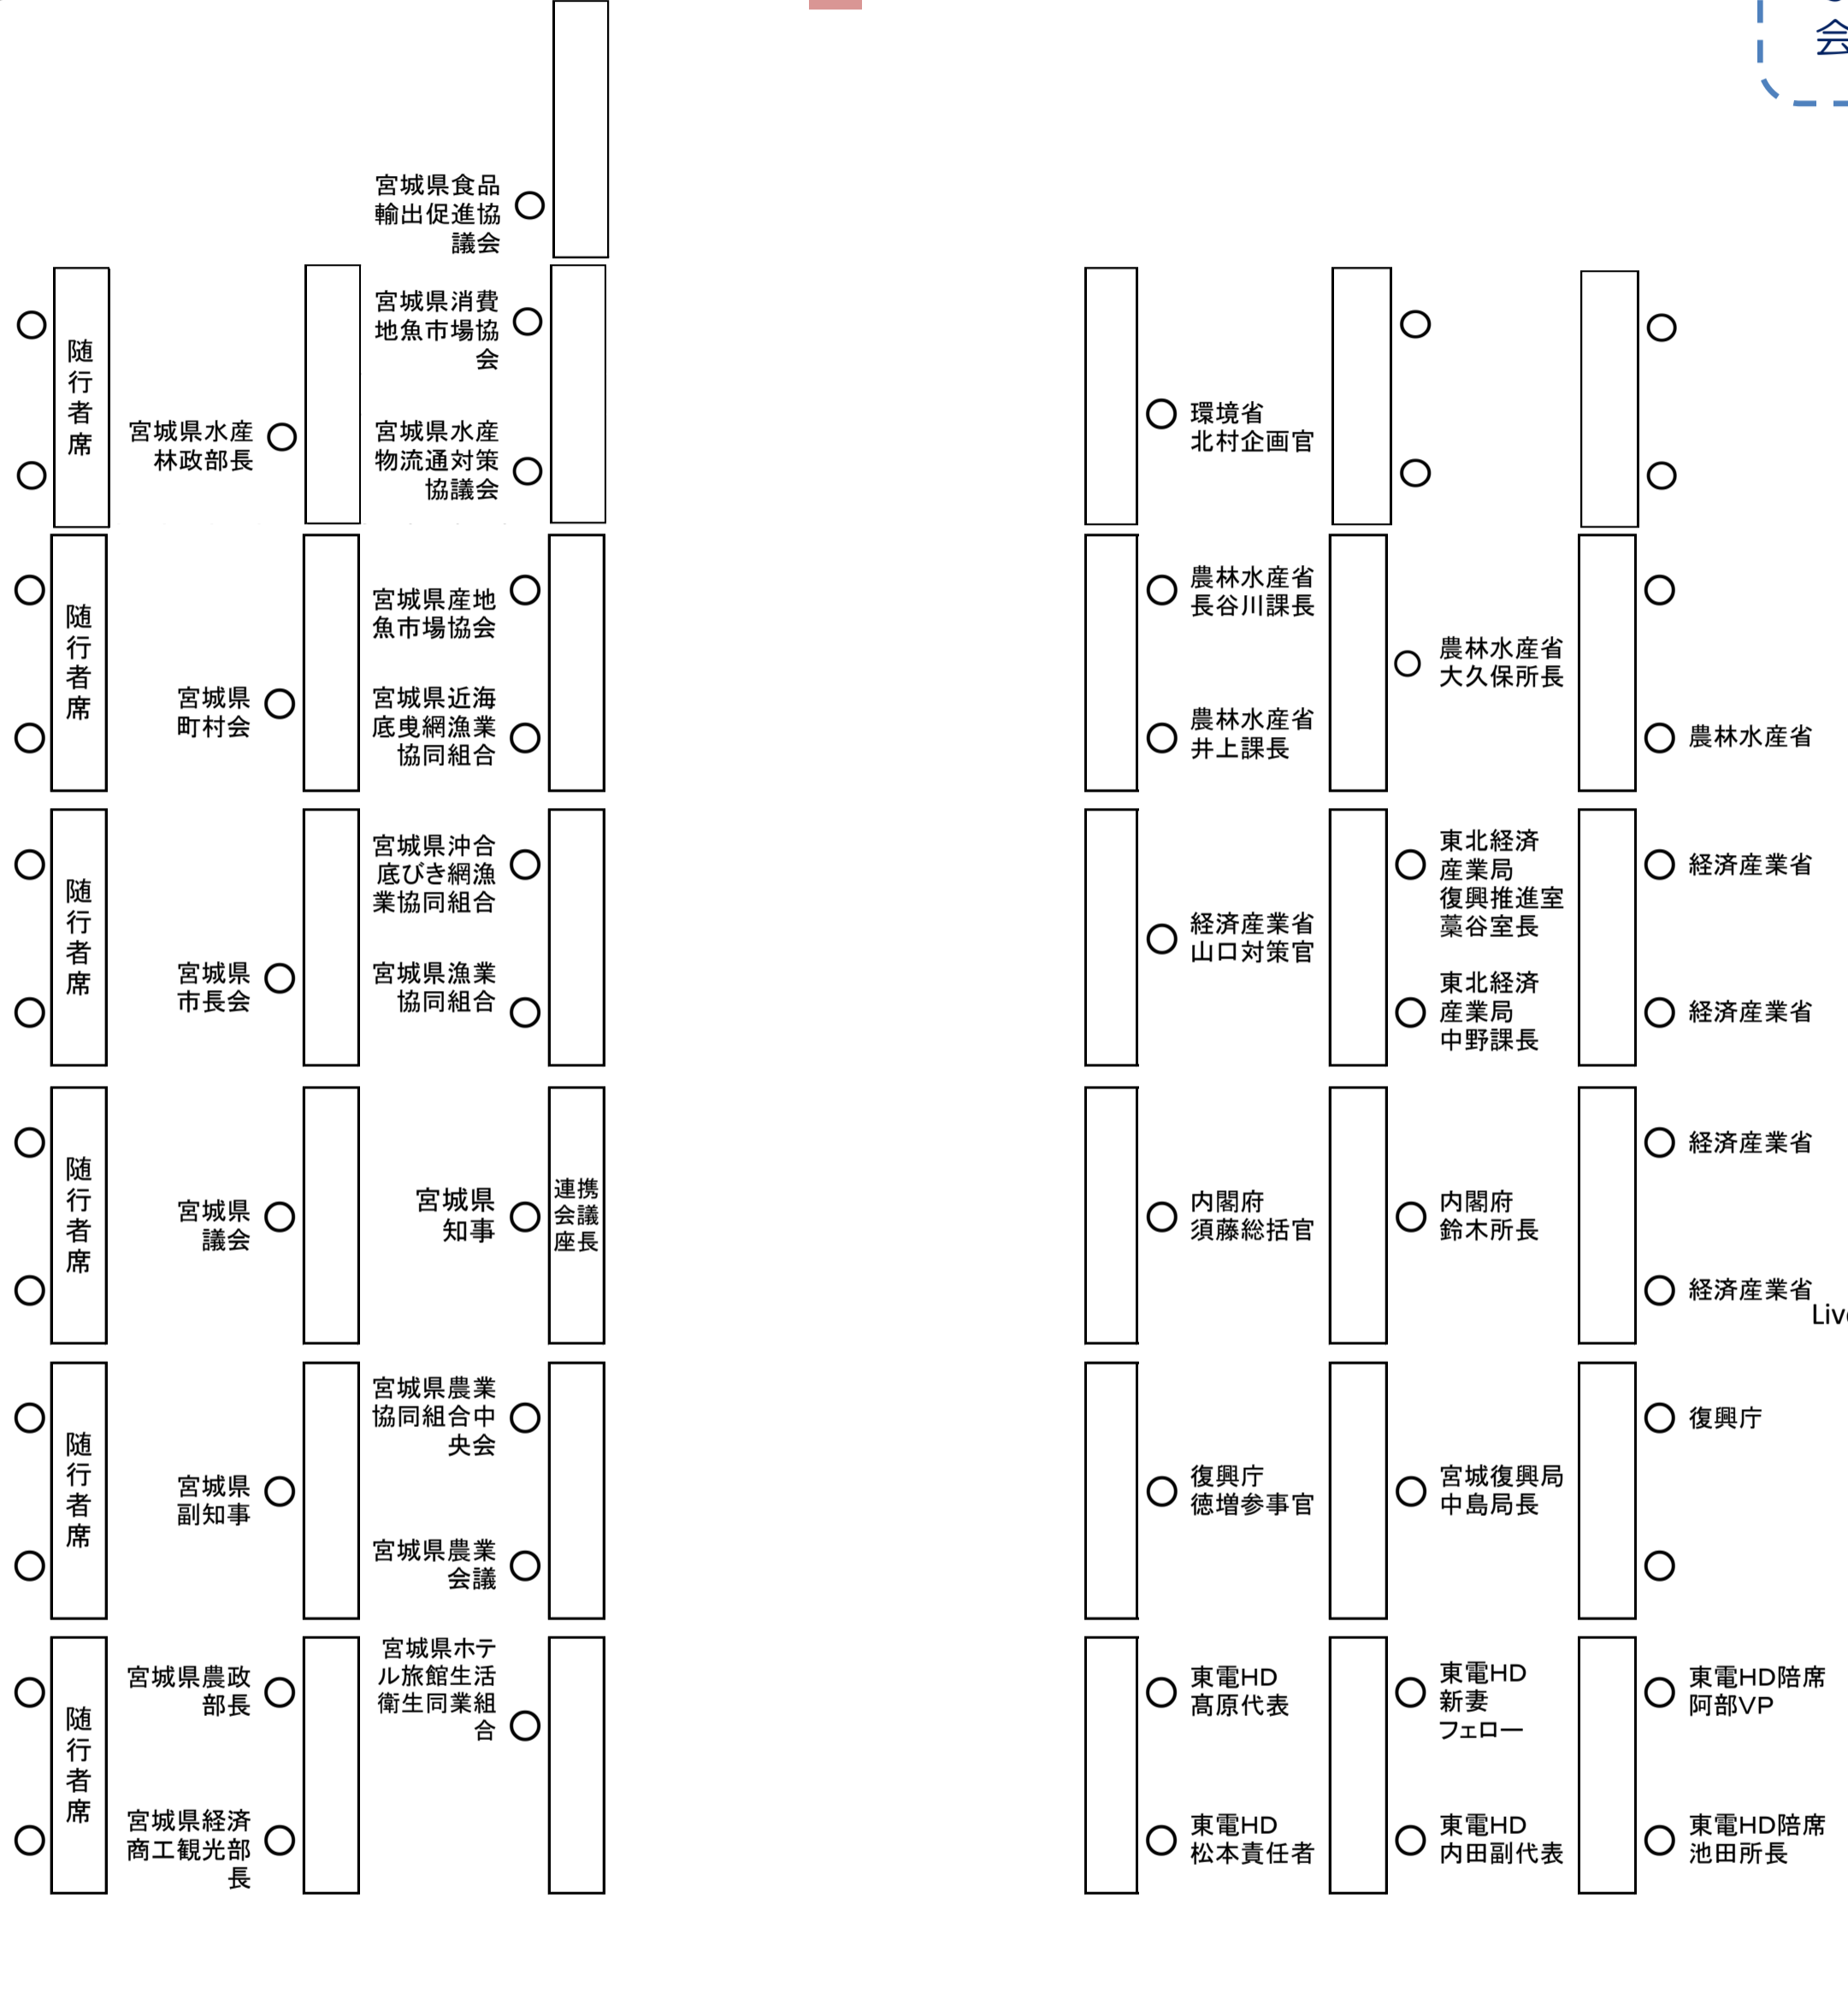 会
宮城県食品
輸出促進協
議会
随行者席
宮城県水産
林政部長
宮城県消費
地魚市場協
会
宮城県水産
物流通対策
協議会
環境省
北村企画官
随行者席
宮城県
町村会
宮城県産地
魚市場協会
宮城県近海
底曳網漁業
協同組合
農林水産省
長谷川課長
農林水産省
井上課長
農林水産省
大久保所長
農林水産省
随行者席
宮城県
市長会
宮城県沖合
底びき網漁
業協同組合
宮城県漁業
協同組合
経済産業省
山口対策官
東北経済
産業局
復興推進室
藁谷室長
東北経済
産業局
中野課長
経済産業省
経済産業省
随行者席
宮城県
議会
宮城県
知事
連携
会議
座長
内閣府
須藤総括官
内閣府
鈴木所長
経済産業省
経済産業省
Liv
随行者席
宮城県
副知事
宮城県農業
協同組合中
央会
宮城県農業
会議
復興庁
徳増参事官
宮城復興局
中島局長
復興庁
随行者席
宮城県農政
部長
宮城県経済
商工観光部
長
宮城県ホテ
ル旅館生活
衛生同業組
合
東電HD
髙原代表
東電HD
松本責任者
東電HD
新妻
フェロー
東電HD
内田副代表
東電HD陪席
阿部VP
東電HD陪席
池田所長